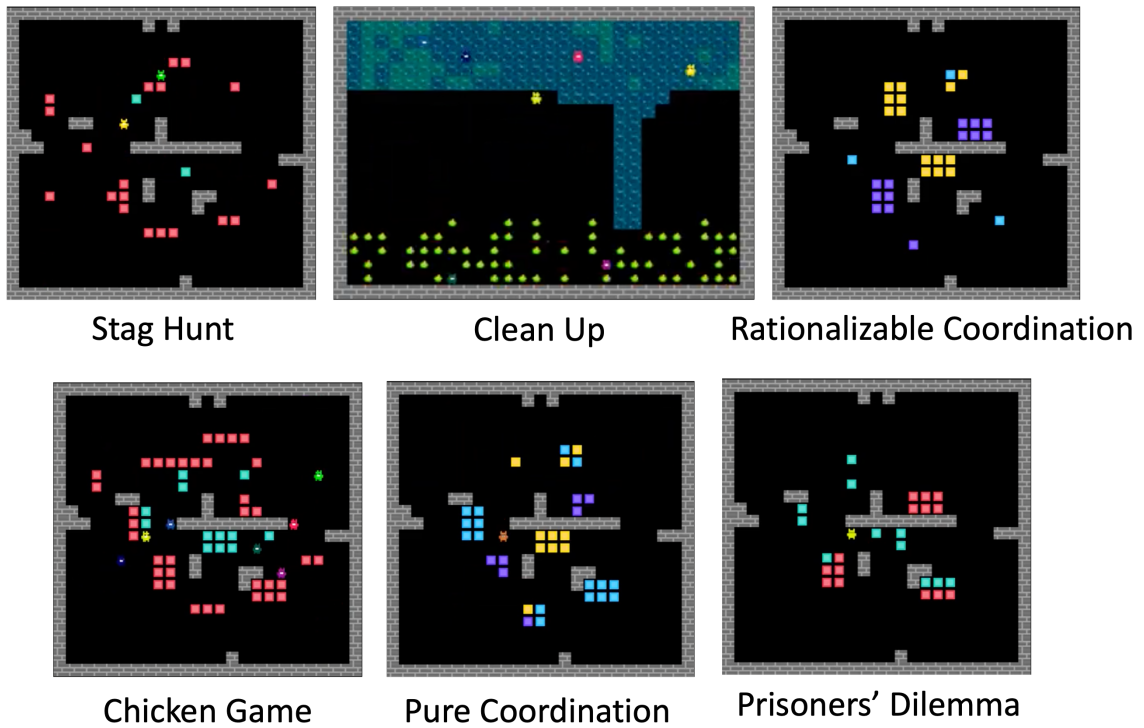 Stag Hunt
Clean Up
Rationalizable Coordination
Chicken Game
Pure Coordination
Prisoners’ Dilemma